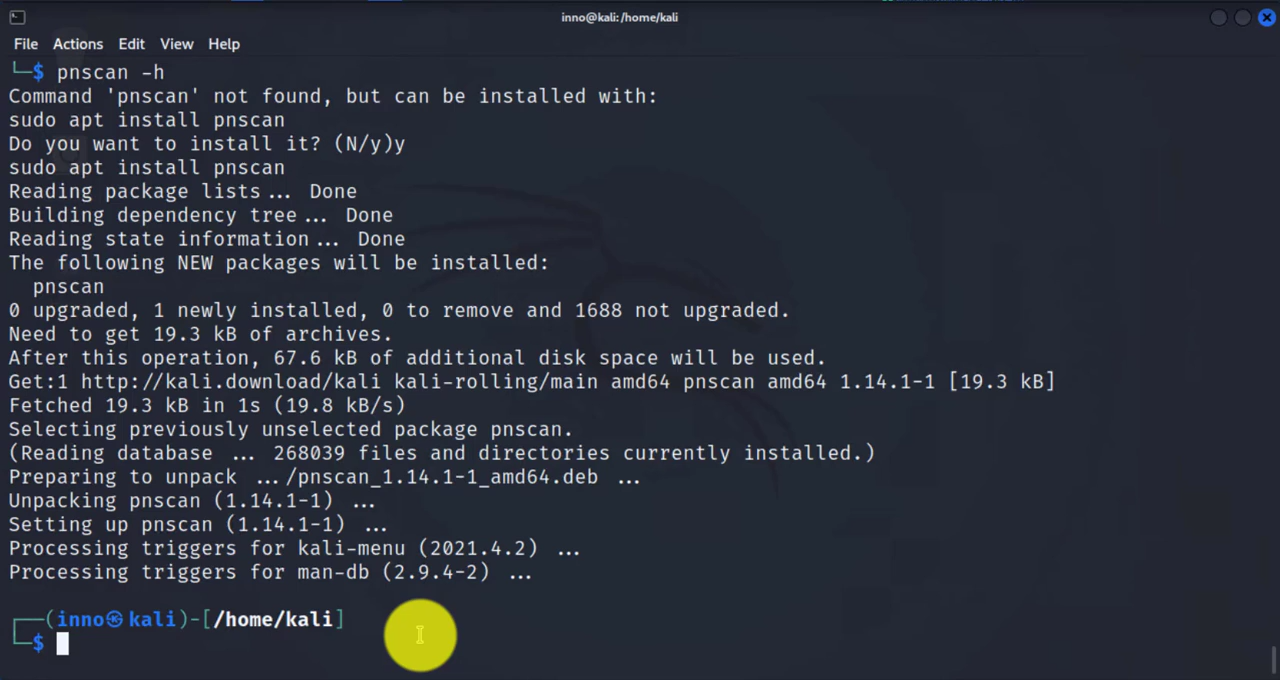 inno@kali:/home/kali
File Actions Edit View Help
└─$ pnscan -h
Command 'pnscan' not found, but can be installed with:
sudo apt install pnscan
Do you want to install it? (N/y)y
sudo apt install pnscan
Reading package lists... Done
Building dependency tree... Done
Reading state information... Done
The following NEW packages will be installed:
  pnscan
0 upgraded, 1 newly installed, 0 to remove and 1688 not upgraded.
Need to get 19.3 kB of archives.
After this operation, 67.6 kB of additional disk space will be used.
Get:1 http://kali.download/kali kali-rolling/main amd64 pnscan amd64 1.14.1-1 [19.3 kB]
Fetched 19.3 kB in 1s (19.8 kB/s)
Selecting previously unselected package pnscan.
(Reading database ... 268039 files and directories currently installed.)
Preparing to unpack .../pnscan_1.14.1-1_amd64.deb ...
Unpacking pnscan (1.14.1-1) ...
Setting up pnscan (1.14.1-1) ...
Processing triggers for kali-menu (2021.4.2) ...
Processing triggers for man-db (2.9.4-2) ...
┌──(inno㉿kali)-[/home/kali]
└─$